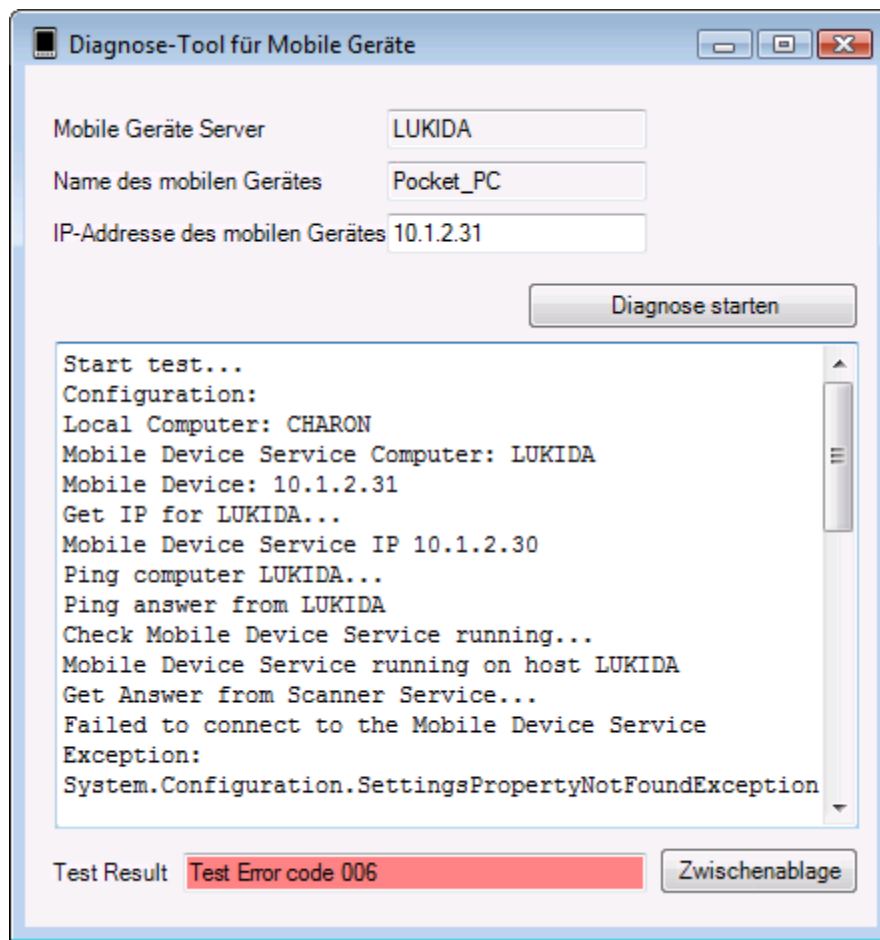 Diagnose-Tool für Mobile Geräte
Mobile Geräte Server LUKIDA
Name des mobilen Gerätes Pocket_PC
IP-Addresse des mobilen Gerätes 10.1.2.31
Diagnose starten
Start test...
Configuration:
Local Computer: CHARON
Mobile Device Service Computer: LUKIDA
Mobile Device: 10.1.2.31
Get IP for LUKIDA...
Mobile Device Service IP 10.1.2.30
Ping computer LUKIDA...
Ping answer from LUKIDA
Check Mobile Device Service running...
Mobile Device Service running on host LUKIDA
Get Answer from Scanner Service...
Failed to connect to the Mobile Device Service
Exception:
System.Configuration.SettingsPropertyNotFoundException
Test Result Test Error code 006 Zwischenablage